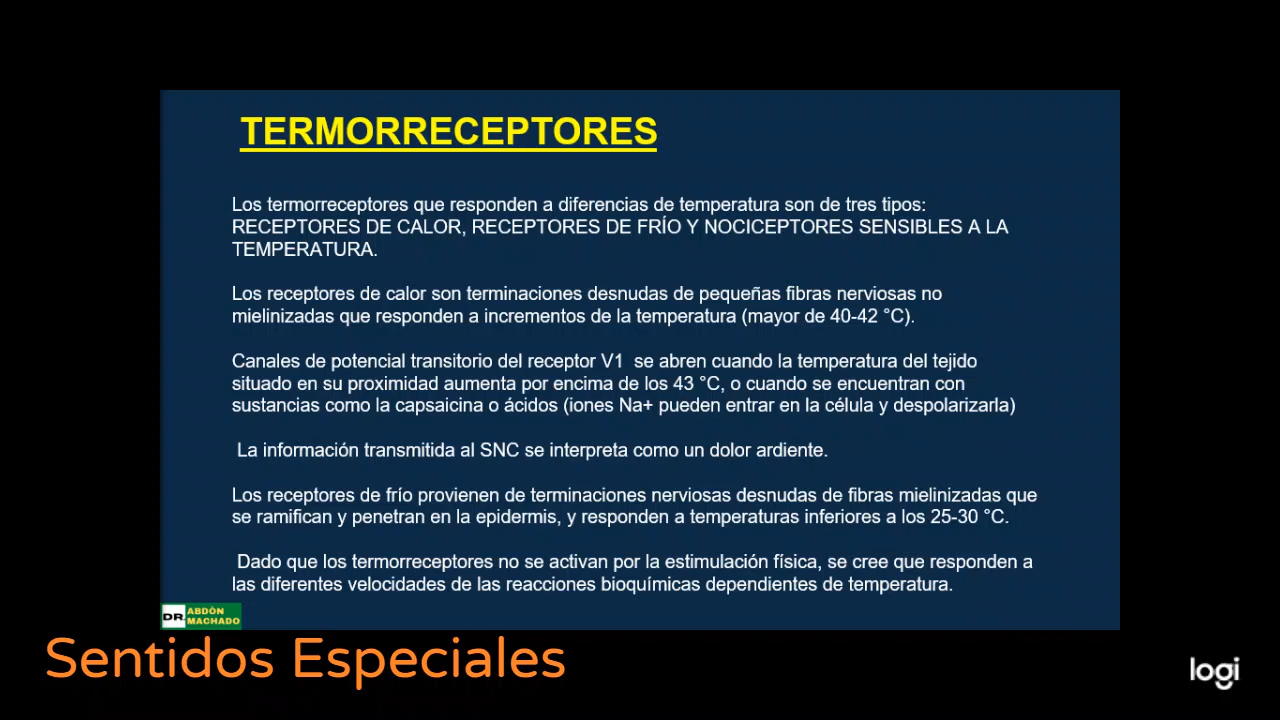 TERMORRECEPTORES
Los termorreceptores que responden a diferencias de temperatura son de tres tipos:
RECEPTORES DE CALOR, RECEPTORES DE FRÍO Y NOCICEPTORES SENSIBLES A LA
TEMPERATURA.
Los receptores de calor son terminaciones desnudas de pequeñas fibras nerviosas no
mielinizadas que responden a incrementos de la temperatura (mayor de 40-42 °C).
Canales de potencial transitorio del receptor V1 se abren cuando la temperatura del tejido
situado en su proximidad aumenta por encima de los 43 °C, o cuando se encuentran con
sustancias como la capsaicina o ácidos (iones Na+ pueden entrar en la célula y despolarizarla)
La información transmitida al SNC se interpreta como un dolor ardiente.
Los receptores de frío provienen de terminaciones nerviosas desnudas de fibras mielinizadas que
se ramifican y penetran en la epidermis, y responden a temperaturas inferiores a los 25-30 °C.
Dado que los termorreceptores no se activan por la estimulación física, se cree que responden a
las diferentes velocidades de las reacciones bioquímicas dependientes de temperatura.
DR. ABDÒN
MACHADO
Sentidos Especiales
logi